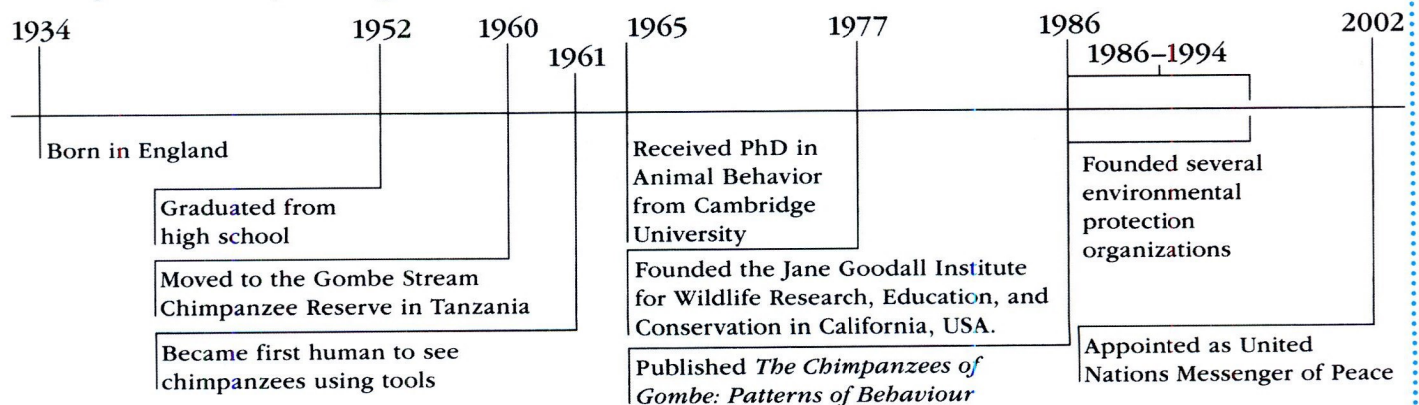 1934
1952
1960
1961
1965
1977
1986
1986–1994
2002
Born in England
Graduated from
high school
Moved to the Gombe Stream
Chimpanzee Reserve in Tanzania
Became first human to see
chimpanzees using tools
Received PhD in
Animal Behavior
from Cambridge
University
Founded the Jane Goodall Institute
for Wildlife Research, Education, and
Conservation in California, USA.
Published The Chimpanzees of
Gombe: Patterns of Behaviour
Founded several
environmental
protection
organizations
Appointed as United
Nations Messenger of Peace